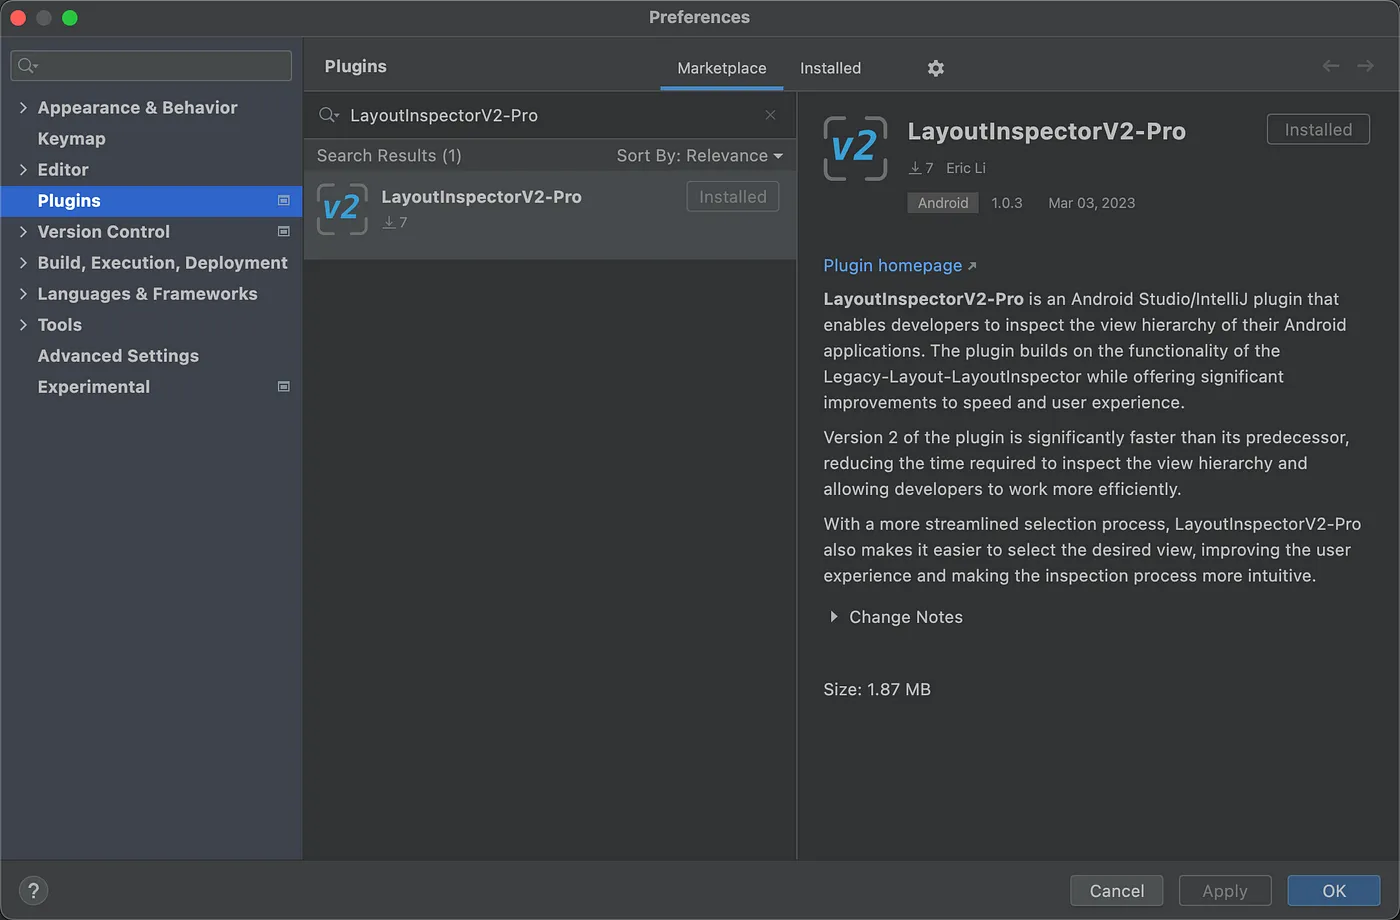 Preferences
Plugins
Marketplace
Installed
Appearance & Behavior
Keymap
Editor
Plugins
Version Control
Build, Execution, Deployment
Languages & Frameworks
Tools
Advanced Settings
Experimental
LayoutInspectorV2-Pro
Search Results (1)
Sort By: Relevance
v2
LayoutInspectorV2-Pro
7
Installed
v2
LayoutInspectorV2-Pro
Installed
7 Eric Li
Android 1.0.3 Mar 03, 2023
Plugin homepage
LayoutInspectorV2-Pro is an Android Studio/IntelliJ plugin that
enables developers to inspect the view hierarchy of their Android
applications. The plugin builds on the functionality of the
Legacy-Layout-LayoutInspector while offering significant
improvements to speed and user experience.
Version 2 of the plugin is significantly faster than its predecessor,
reducing the time required to inspect the view hierarchy and
allowing developers to work more efficiently.
With a more streamlined selection process, LayoutInspectorV2-Pro
also makes it easier to select the desired view, improving the user
experience and making the inspection process more intuitive.
Change Notes
Size: 1.87 MB
?
Cancel
Apply
OK